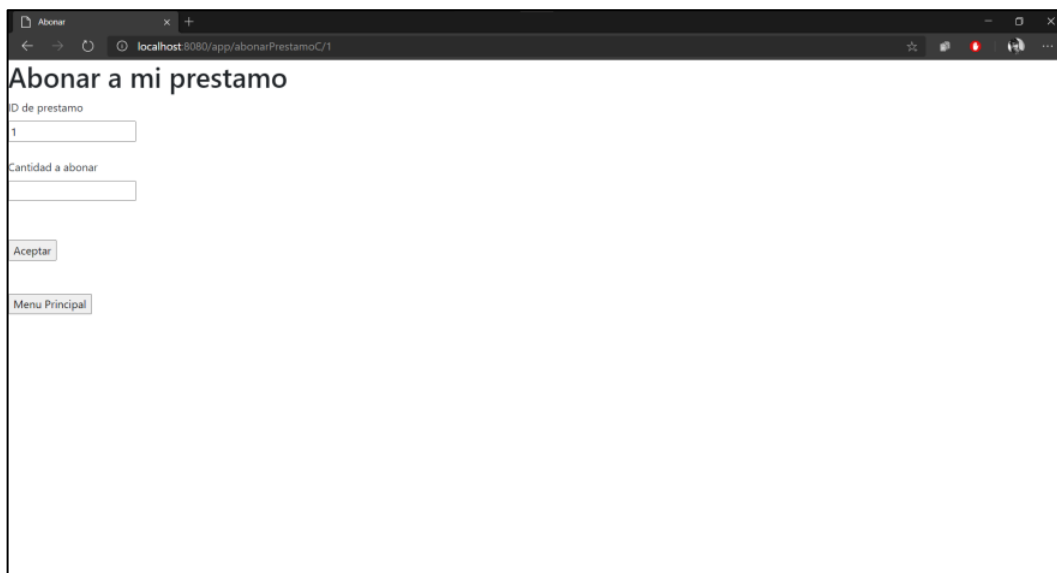 Abonar
localhost:8080/app/abonarPrestamoC/1
Abonar a mi prestamo
ID de prestamo
1
Cantidad a abonar
Aceptar
Menu Principal